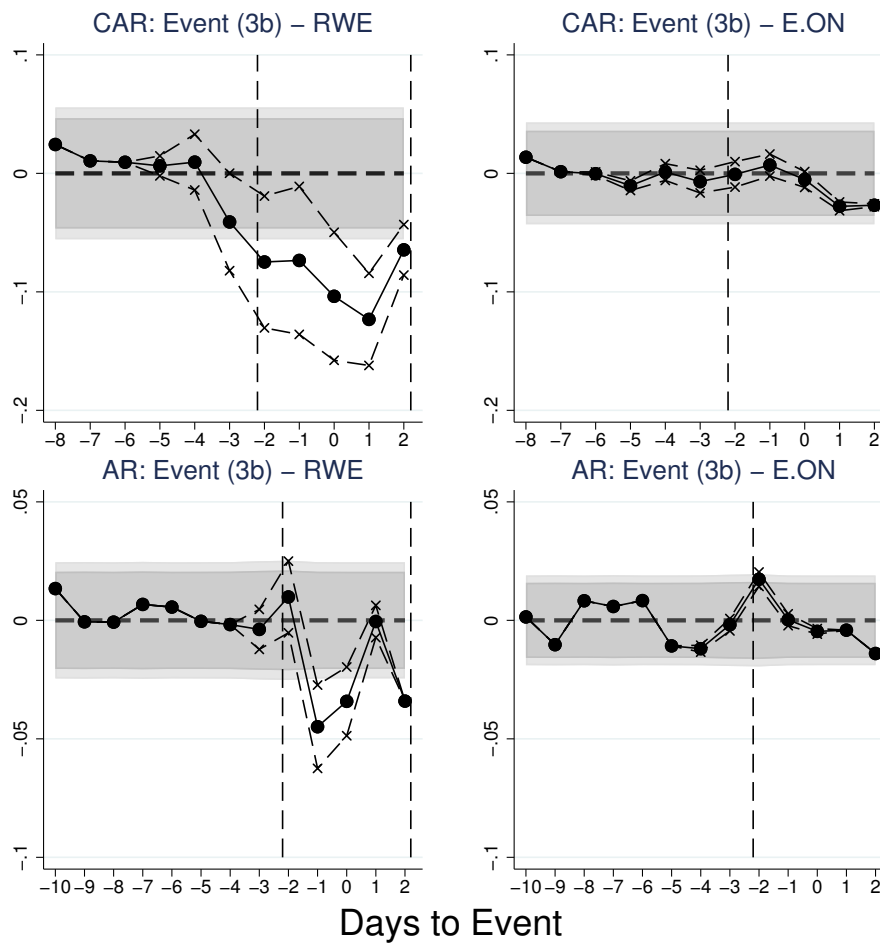 CAR: Event (3b) − RWE
.1
0
−.1
−.2
−8 −7 −6 −5 −4 −3 −2 −1 0 1 2
CAR: Event (3b) − E.ON
.1
0
−.1
−.2
−8 −7 −6 −5 −4 −3 −2 −1 0 1 2
AR: Event (3b) − RWE
.05
0
−.05
−.1
−10 −9 −8 −7 −6 −5 −4 −3 −2 −1 0 1 2
AR: Event (3b) − E.ON
.05
0
−.05
−.1
−10 −9 −8 −7 −6 −5 −4 −3 −2 −1 0 1 2
Days to Event